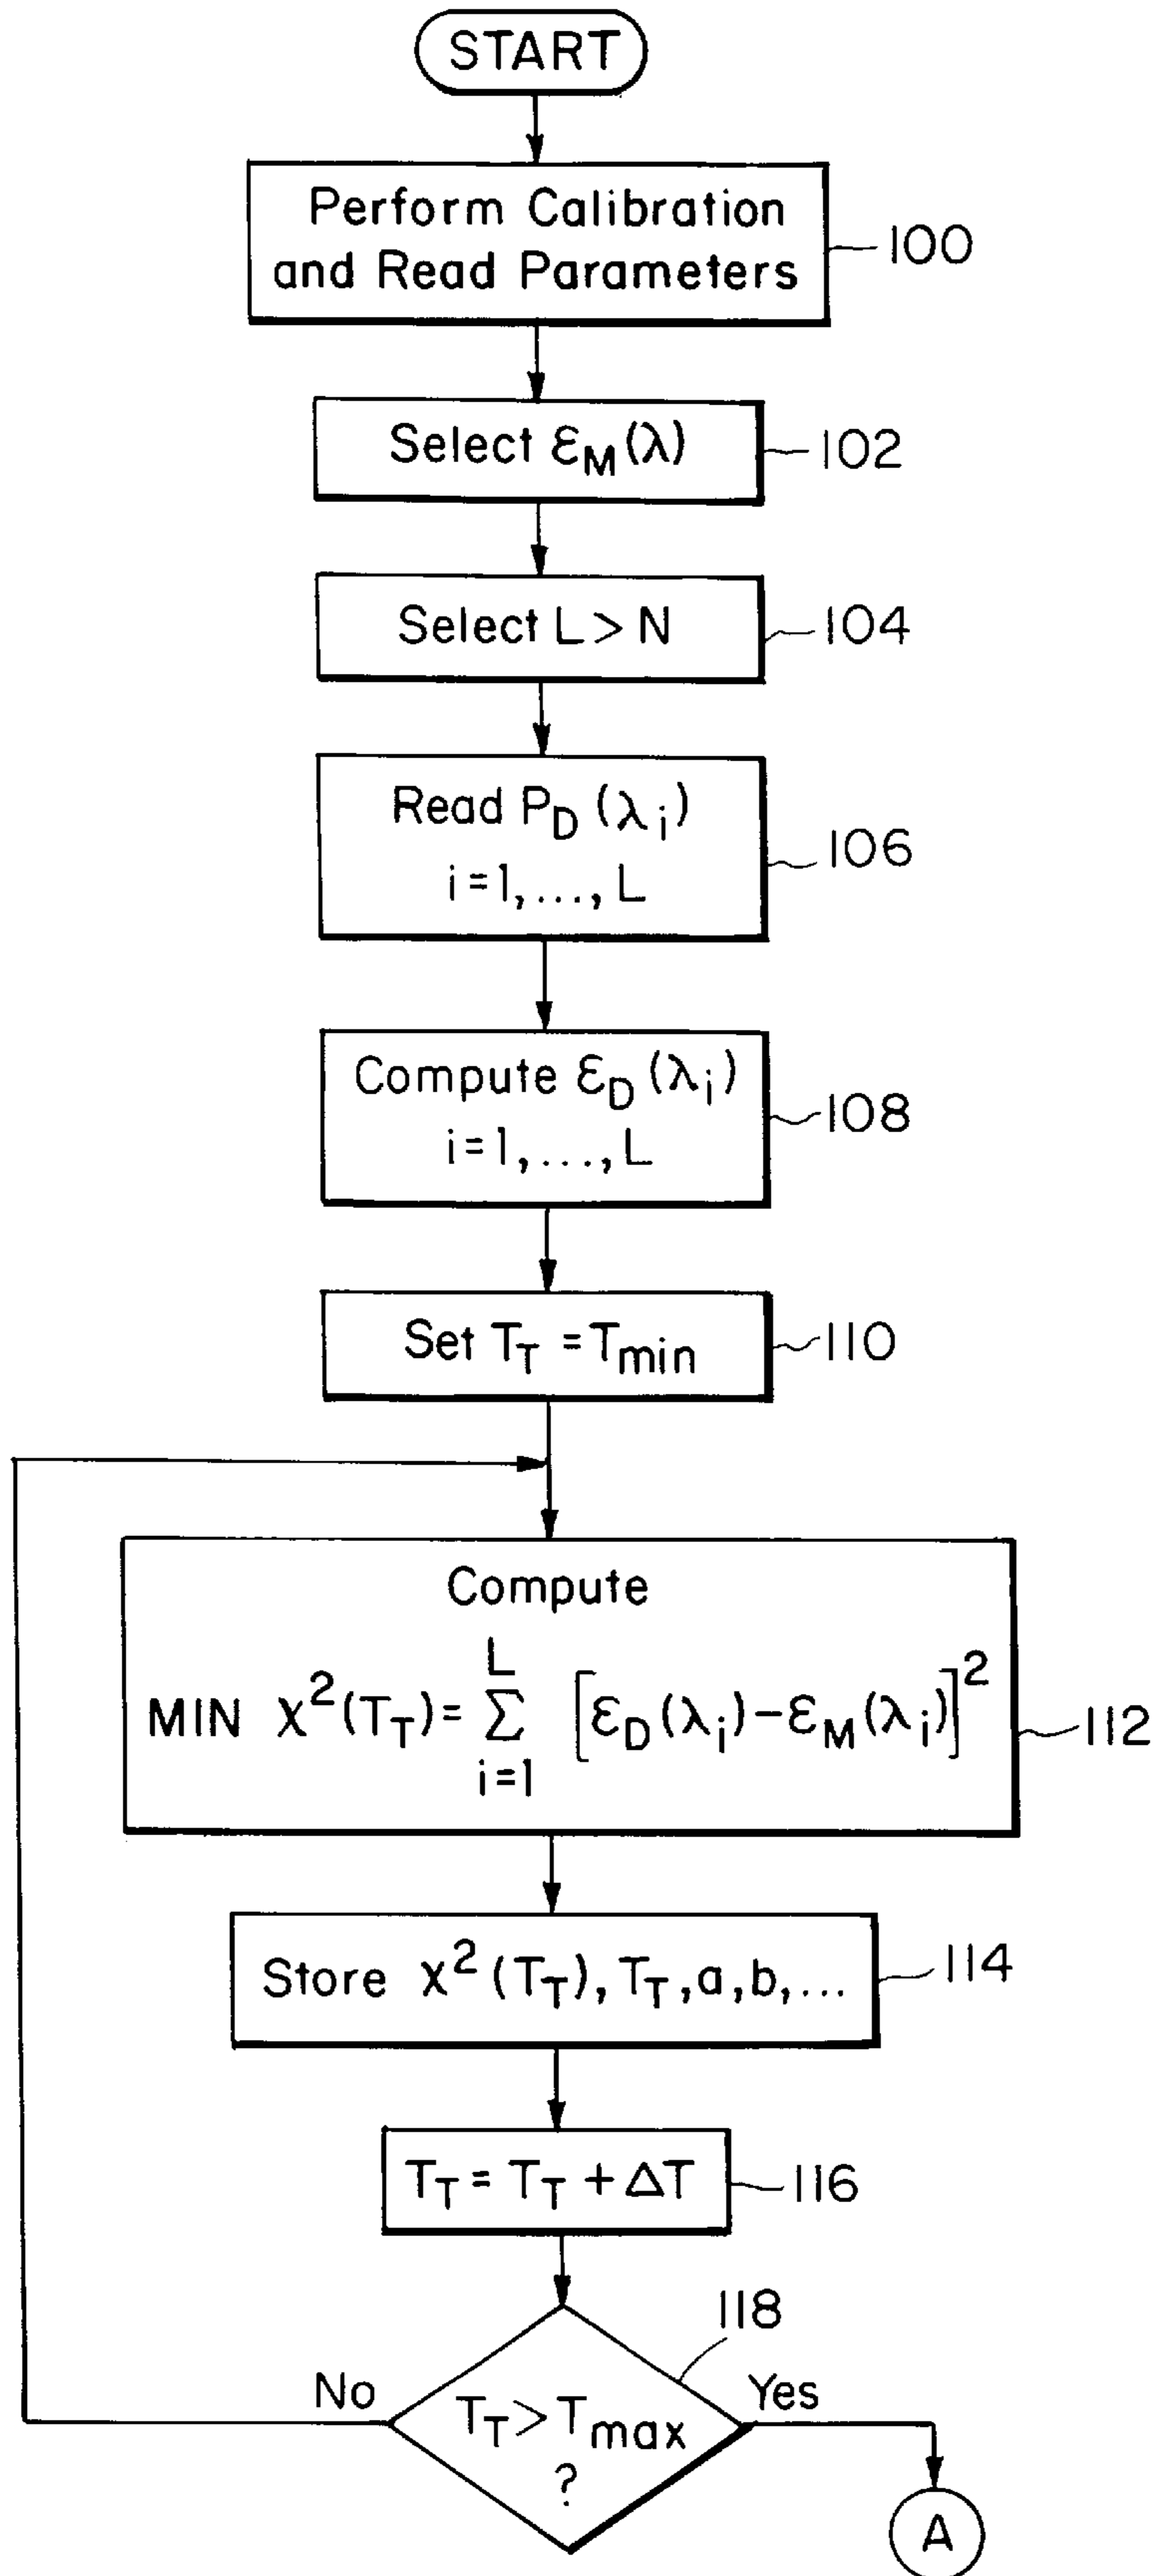 START
Perform Calibration
and Read Parameters
100
Select ε_M(λ)
102
Select L > N
104
Read P_D (λ_i)
i=1,..., L
106
Compute ε_D (λ_i)
i=1,..., L
108
Set T_T = T_min
110
Compute
MIN χ²(T_T) = Σ_{i=1}^{L} [ε_D(λ_i) – ε_M(λ_i)]²
112
Store χ²(T_T), T_T, a, b, ...
114
T_T = T_T + ΔT
116
118
No
T_T > T_max
?
Yes
A